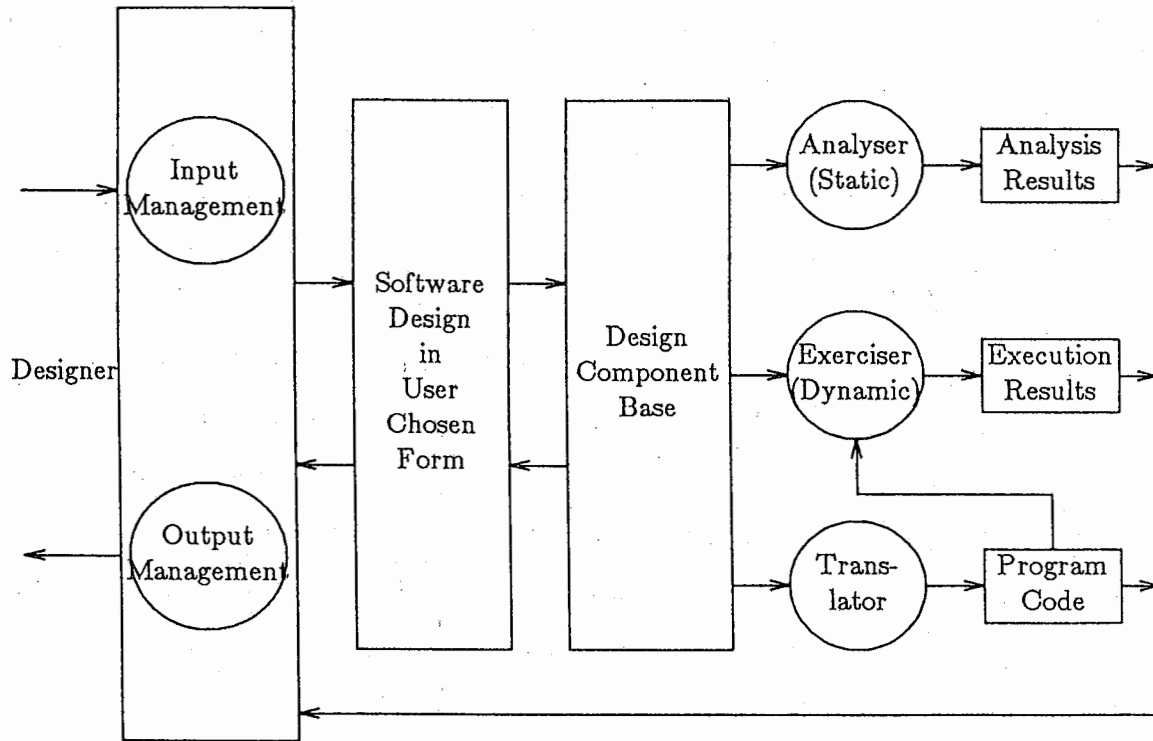 Designer
Input
Management
Output
Management
Software
Design
in
User
Chosen
Form
Design
Component
Base
Analyser
(Static)
Analysis
Results
Exerciser
(Dynamic)
Execution
Results
Trans-
lator
Program
Code